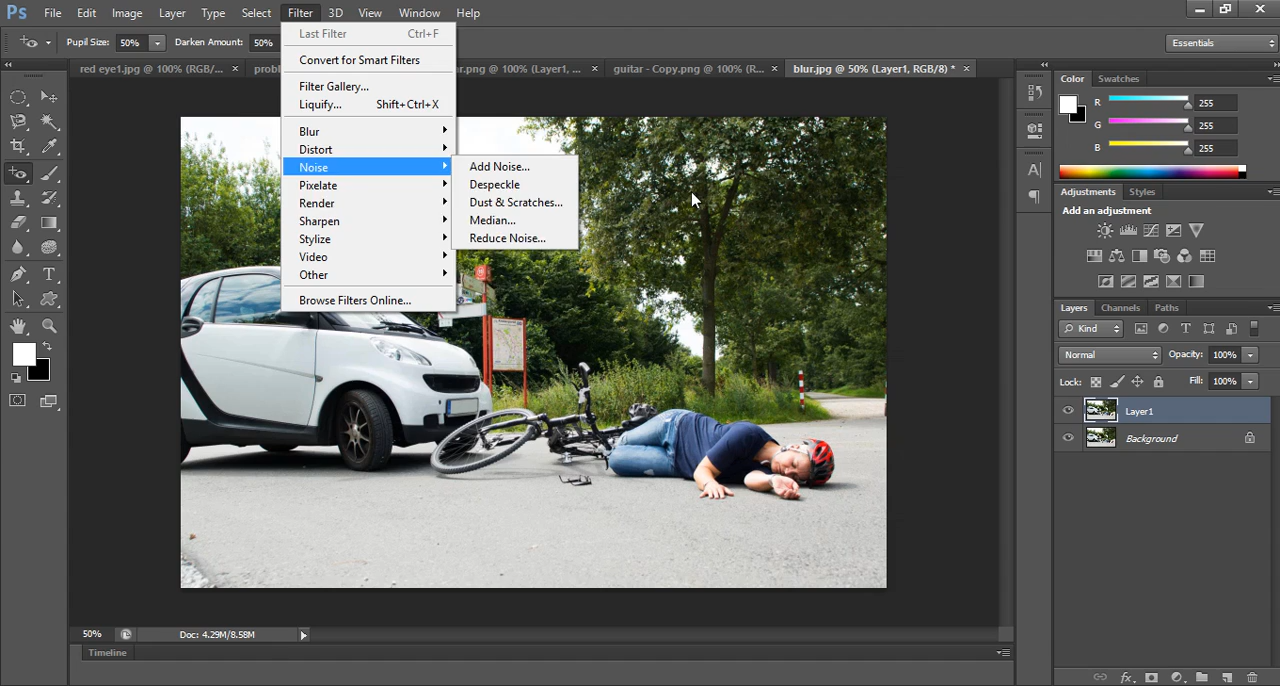 Ps File Edit Image Layer Type Select Filter 3D View Window Help
Pupil Size: 50% Darken Amount: 50% Essentials
red eye1.jpg @ 100% (RGB/... × ar.png @ 100% (Layer1, ... × guitar - Copy.png @ 100% (R... × blur.jpg @ 50% (Layer1, RGB/8) * ×
Last Filter Ctrl+F
Convert for Smart Filters
Filter Gallery...
Liquify... Shift+Ctrl+X
Blur
Distort
Noise
Pixelate
Render
Sharpen
Stylize
Video
Other
Browse Filters Online...
Add Noise...
Despeckle
Dust & Scratches...
Median...
Reduce Noise...
Color Swatches
R 255
G 255
B 255
Adjustments Styles
Add an adjustment
Layers Channels Paths
Kind
Normal Opacity: 100%
Lock: Fill: 100%
Layer1
Background
50% Doc: 4.29M/8.58M
Timeline